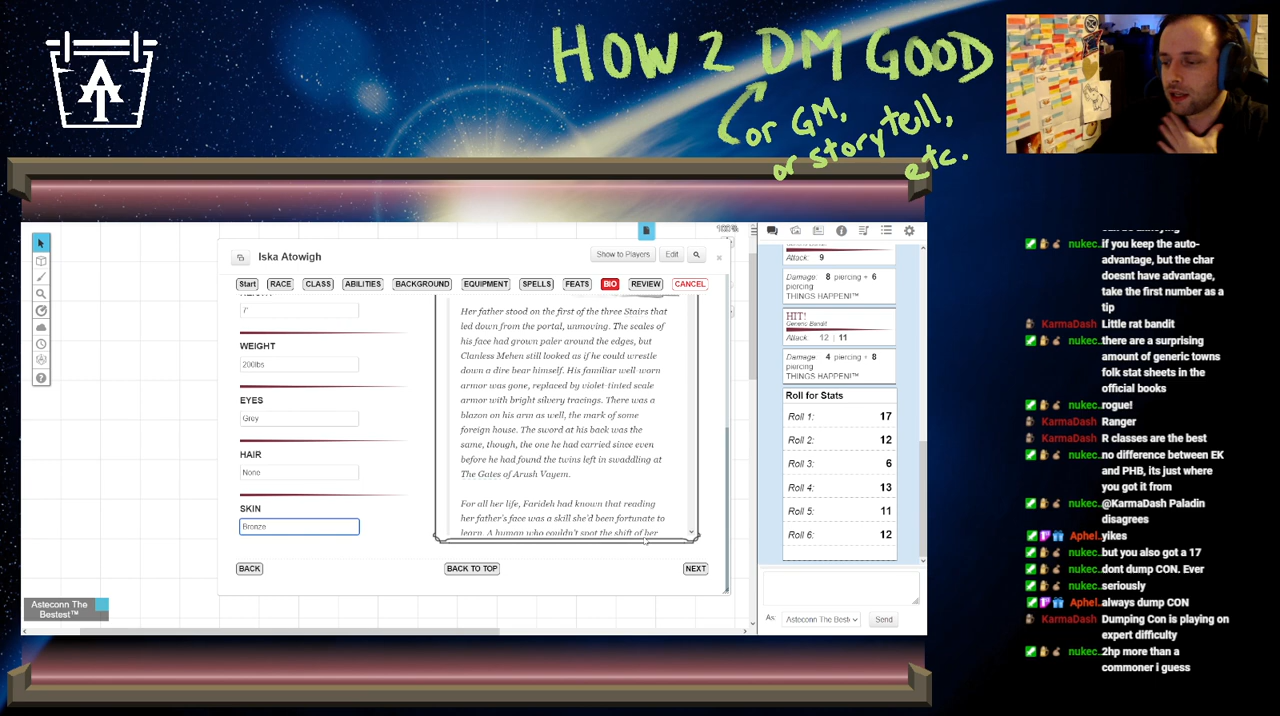 HOW 2 DM GOOD
or GM,
or storytell,
etc.
AT
100%
Iska Atowigh
Show to Players
Edit
Start
RACE
CLASS
ABILITIES
BACKGROUND
EQUIPMENT
SPELLS
FEATS
BIO
REVIEW
CANCEL
7'
WEIGHT
200lbs
EYES
Grey
HAIR
None
SKIN
Bronze
Her father stood on the first of the three Stairs that
led down from the portal, unmoving. The scales of
his face had grown paler around the edges, but
Clanless Mehen still looked as if he could wrestle
down a dire bear himself. His familiar well-worn
armor was gone, replaced by violet-tinted scale
armor with bright silvery tracings. There was a
blazon on his arm as well, the mark of some
foreign house. The sword at his back was the
same, though, the one he had carried since even
before he had found the twins left in swaddling at
The Gates of Arush Vayem.
For all her life, Farideh had known that reading
her father's face was a skill she'd been fortunate to
learn. A human who couldn't spot the shift of her
BACK
BACK TO TOP
NEXT
Asteconn The
Bestest™
Attack: 9
Damage: 8 piercing + 6
piercing
THINGS HAPPEN!™
HIT!
Generic Bandit
Attack: 12 | 11
Damage: 4 piercing + 8
piercing
THINGS HAPPEN!™
Roll for Stats
Roll 1: 17
Roll 2: 12
Roll 3: 6
Roll 4: 13
Roll 5: 11
Roll 6: 12
As:
Asteconn The Best
Send
nukec.. if you keep the auto-
advantage, but the char
doesnt have advantage,
take the first number as a
tip
KarmaDash Little rat bandit
nukec.. there are a surprising
amount of generic towns
folk stat sheets in the
official books
nukec.. rogue!
KarmaDash Ranger
KarmaDash R classes are the best
nukec.. no difference between EK
and PHB, its just where
you got it from
nukec.. @KarmaDash Paladin
disagrees
Aphel.. yikes
nukec.. but you also got a 17
nukec.. dont dump CON. Ever
nukec.. seriously
Aphel.. always dump CON
KarmaDash Dumping Con is playing on
expert difficulty
nukec.. 2hp more than a
commoner i guess